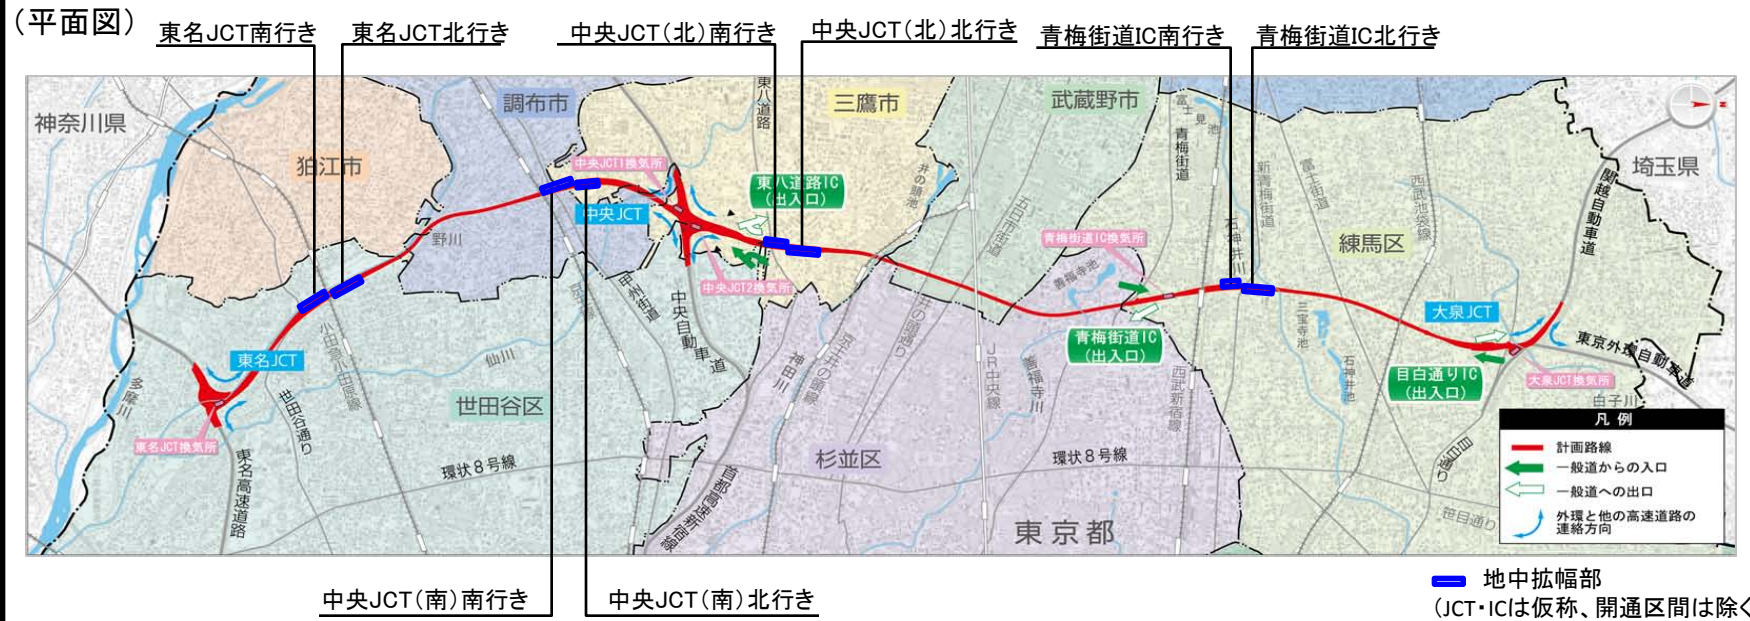 (平面図)
東名JCT南行き
東名JCT北行き
中央JCT(北)南行き
中央JCT(北)北行き
青梅街道IC南行き
青梅街道IC北行き
神奈川県
狛江市
調布市
東八道路
三鷹市
武蔵野市
富士見池
青梅街道
新青梅街道
富士街道
西武池袋線
関越自動車道
埼玉県
中央JCT1換気所
東八道路IC
(出入口)
井の頭池
五日市街道
石神井川
練馬区
中央JCT
野川
青梅街道IC換気所
善福寺池
中央JCT2換気所
甲州街道
京王線
中央自動車道
小田急小田原線
仙川
神田川
京王井の頭線
井の頭通り
JR中央線
善福寺川
青梅街道IC
(出入口)
西武新宿線
三宝寺池
石神井池
大泉JCT
東京外環自動車道
目白通りIC
(出入口)
大泉JCT換気所
白子川
東名JCT
多摩川
世田谷通り
世田谷区
東名JCT換気所
東名高速道路
環状8号線
首都高速新宿線
杉並区
環状8号線
東京都
目白通り
笹目通り
凡例
計画路線
一般道からの入口
一般道への出口
外環と他の高速道路の
連絡方向
N
中央JCT(南)南行き
中央JCT(南)北行き
地中拡幅部
(JCT・ICは仮称、開通区間は除く